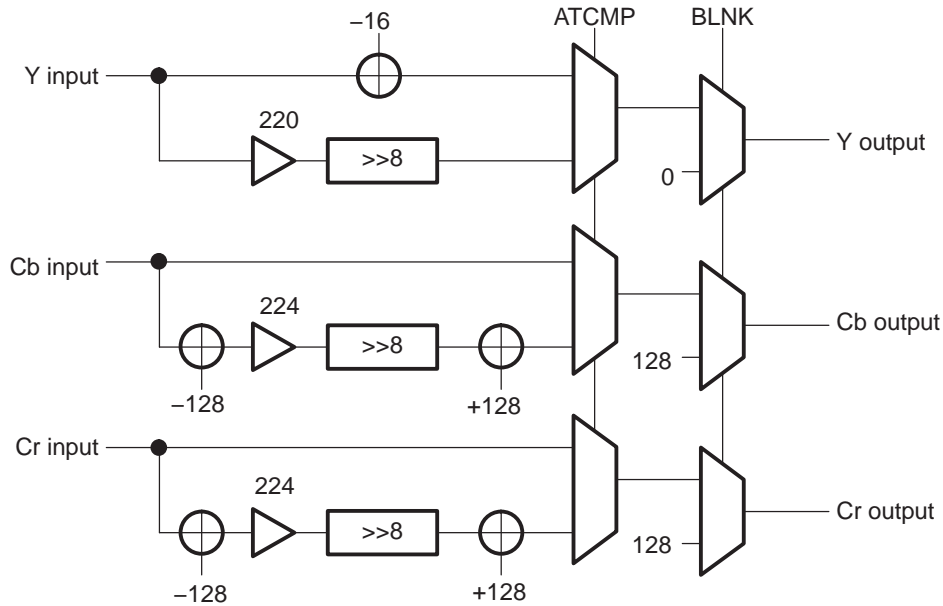 ATCMP BLNK
−16
Y input
220
>>8
Y output
0
Cb input
224
>>8
Cb output
128
−128 +128
Cr input
224
>>8
Cr output
128
−128 +128